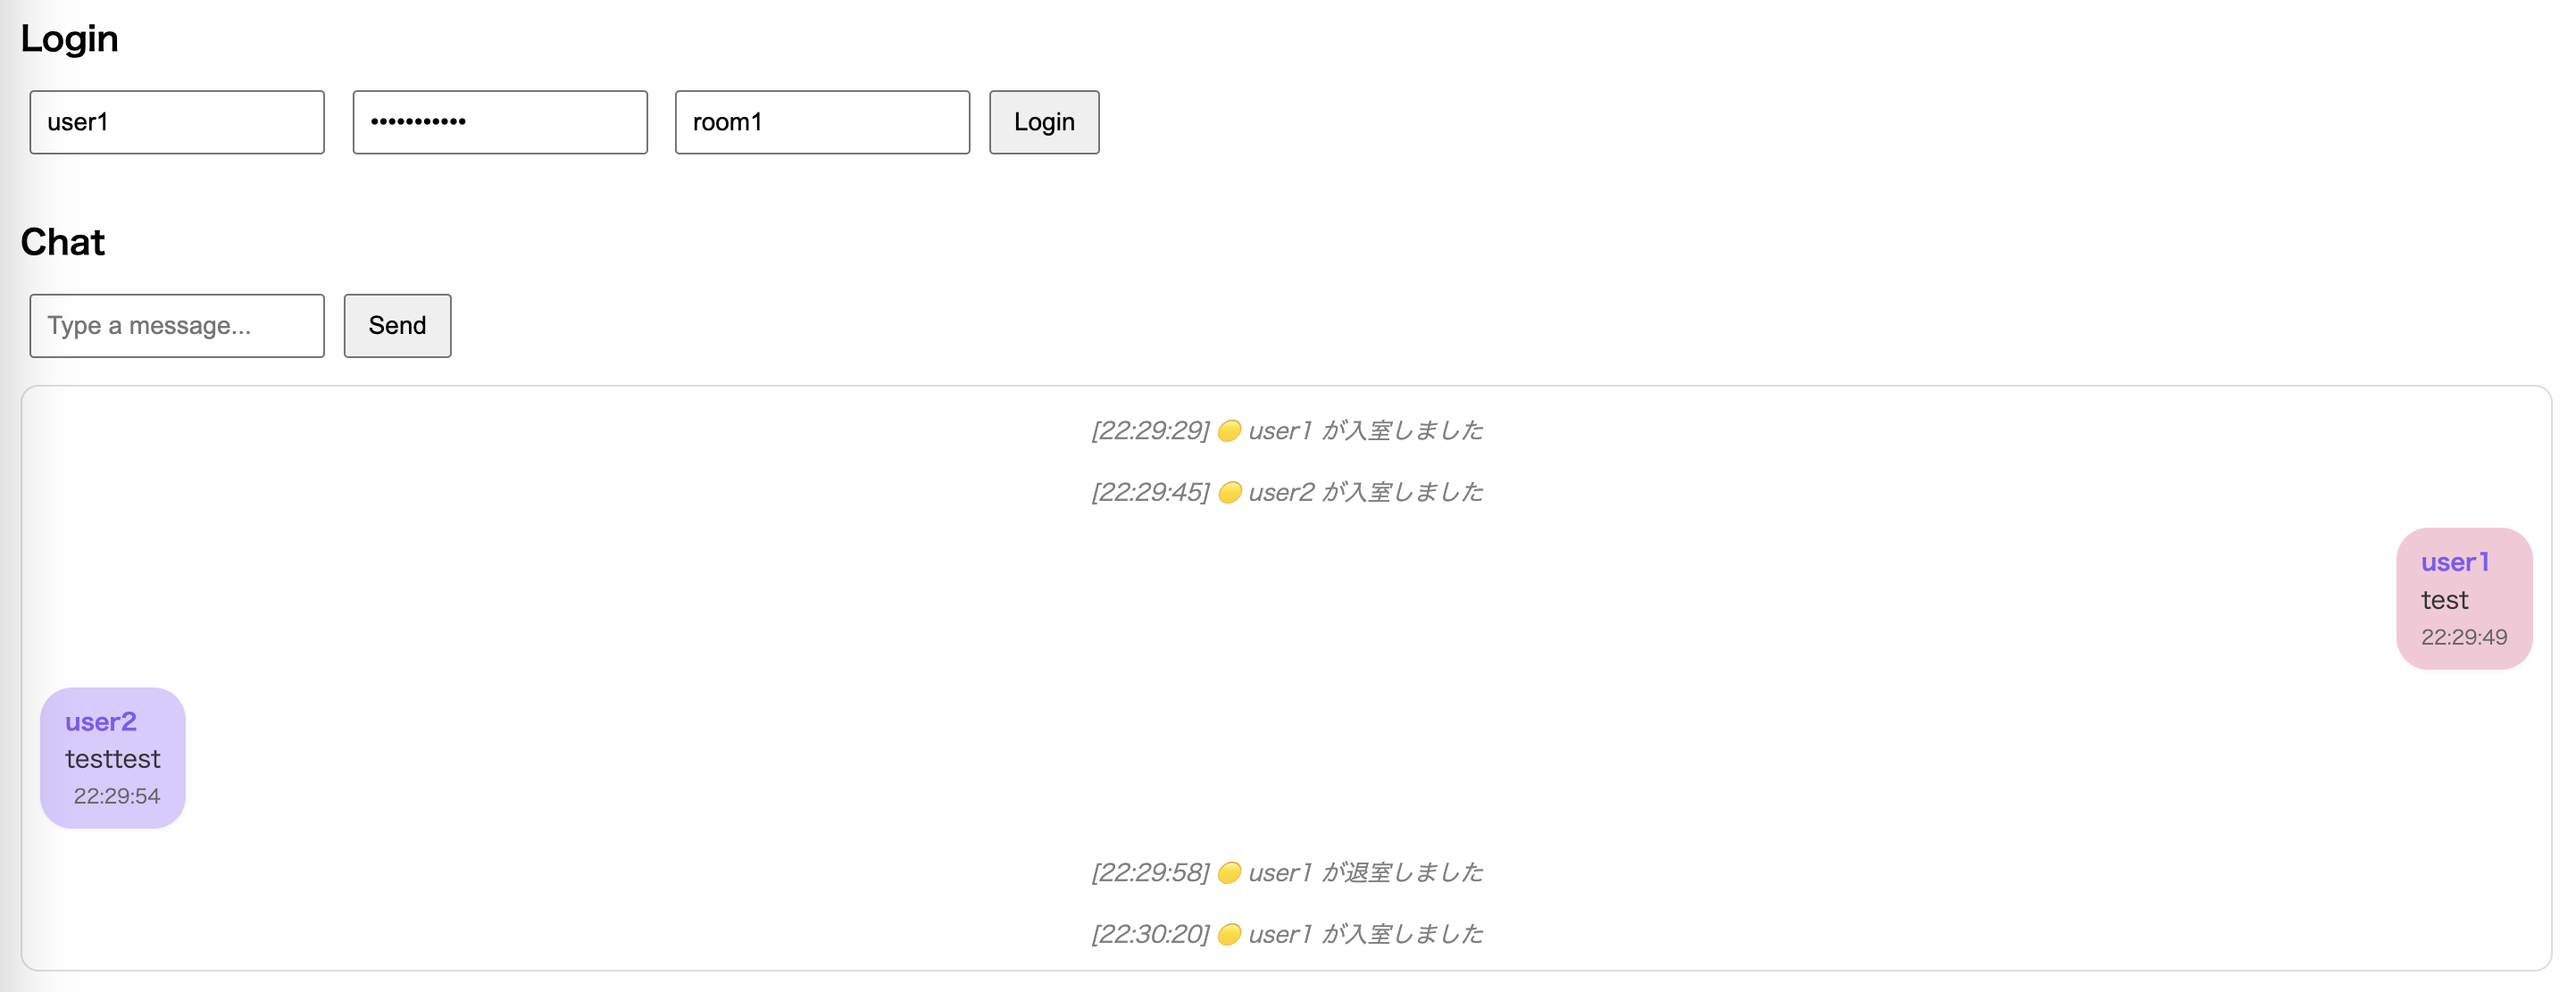 Login
user1
•••••••••••
room1
Login
Chat
Type a message...
Send
[22:29:29] 🟡 user1 が入室しました
[22:29:45] 🟡 user2 が入室しました
user1
test
22:29:49
user2
testtest
22:29:54
[22:29:58] 🟡 user1 が退室しました
[22:30:20] 🟡 user1 が入室しました